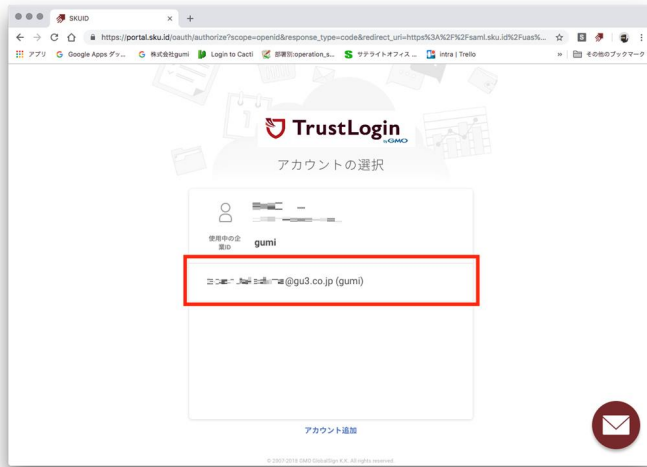 SKUID
https://portal.sku.id/oauth/authorize?scope=openid&response_type=code&redirect_uri=https%3A%2F%2Fsaml.sku.id%2Fuas%...
アプリ Google Apps ダッ... 株式会社gumi Login to Cacti 部署別:operation_s... サテライトオフィス ... intra | Trello » その他のブックマーク
TrustLogin
by GMO
アカウントの選択
使用中の企業ID gumi
@gu3.co.jp (gumi)
アカウント追加
© 2007-2019 GMO GlobalSign K.K. All rights reserved.